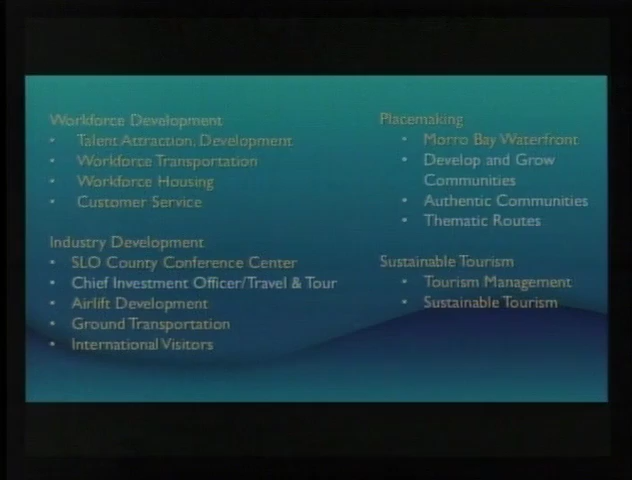 Workforce Development
• Talent Attraction, Development
• Workforce Transportation
• Workforce Housing
• Customer Service
Industry Development
• SLO County Conference Center
• Chief Investment Officer/Travel & Tour
• Airlift Development
• Ground Transportation
• International Visitors
Placemaking
• Morro Bay Waterfront
• Develop and Grow
Communities
• Authentic Communities
• Thematic Routes
Sustainable Tourism
• Tourism Management
• Sustainable Tourism